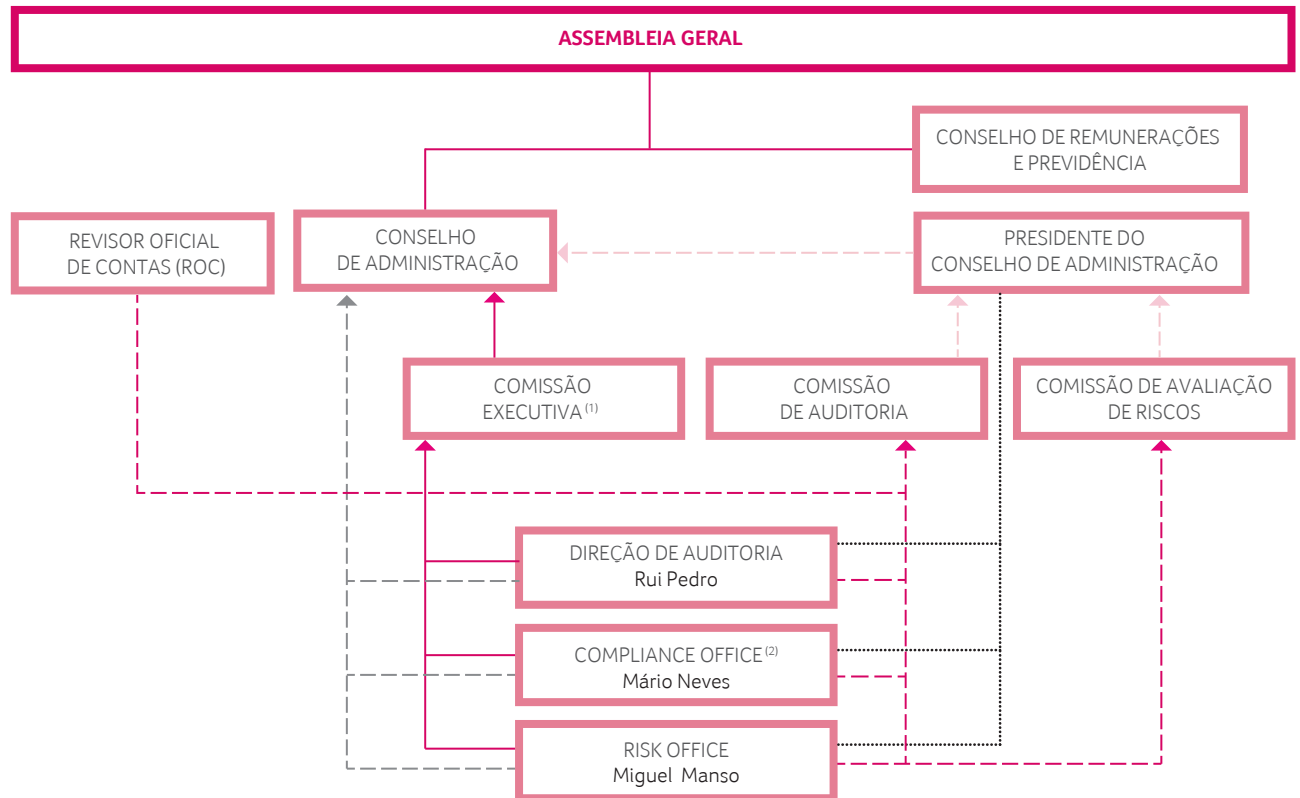 ASSEMBLEIA GERAL
CONSELHO DE REMUNERAÇÕES
E PREVIDÊNCIA
REVISOR OFICIAL
DE CONTAS (ROC)
CONSELHO
DE ADMINISTRAÇÃO
PRESIDENTE DO
CONSELHO DE ADMINISTRAÇÃO
COMISSÃO
EXECUTIVA (1)
COMISSÃO
DE AUDITORIA
COMISSÃO DE AVALIAÇÃO
DE RISCOS
DIREÇÃO DE AUDITORIA
Rui Pedro
COMPLIANCE OFFICE (2)
Mário Neves
RISK OFFICE
Miguel Manso